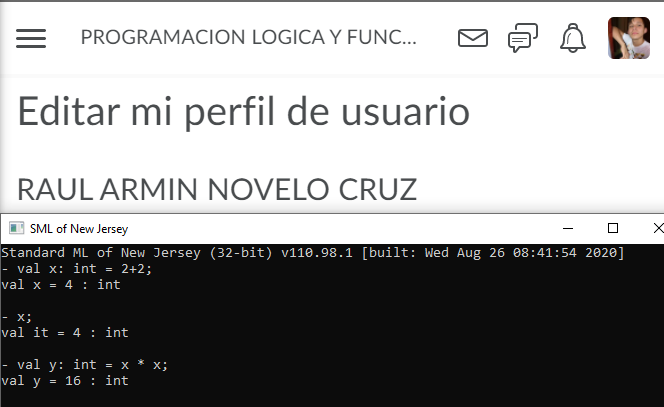 PROGRAMACION LOGICA Y FUNC...
Editar mi perfil de usuario
RAUL ARMIN NOVELO CRUZ
SML of New Jersey
Standard ML of New Jersey (32-bit) v110.98.1 [built: Wed Aug 26 08:41:54 2020]
- val x: int = 2+2;
val x = 4 : int
- x;
val it = 4 : int
- val y: int = x * x;
val y = 16 : int